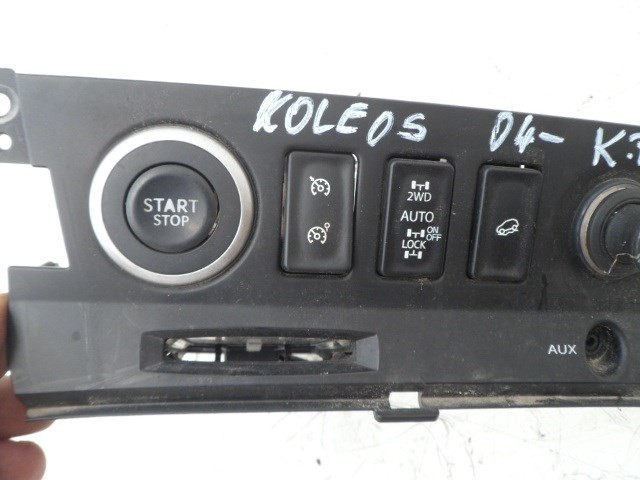 KOLEOS 04-
START
STOP
2WD
AUTO
ON
OFF
LOCK
AUX